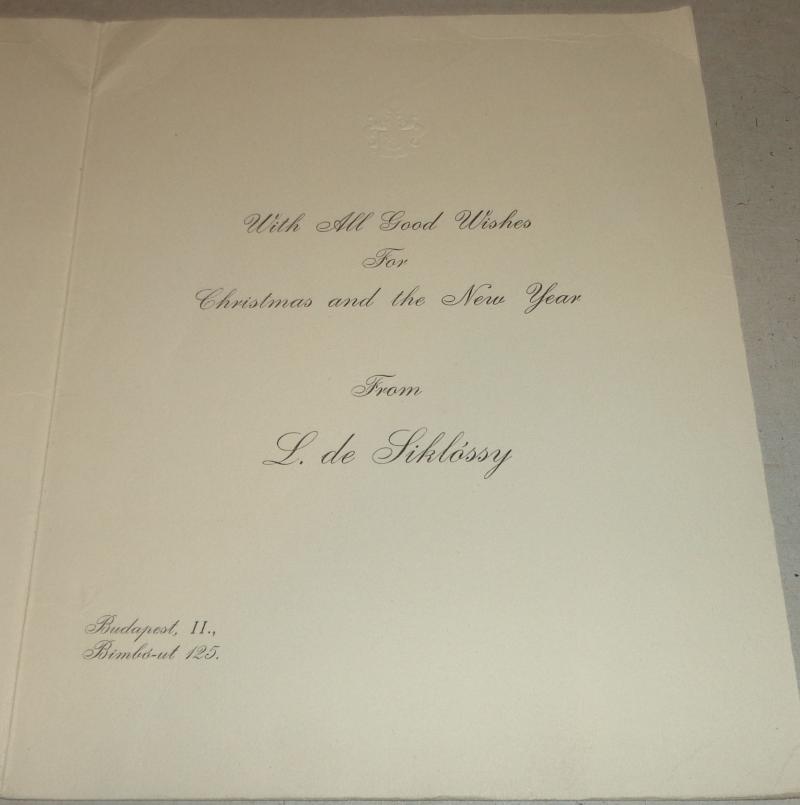 With All Good Wishes
For
Christmas and the New Year
From
L. de Siklóssy
Budapest, II.,
Bimbó-ut 125.